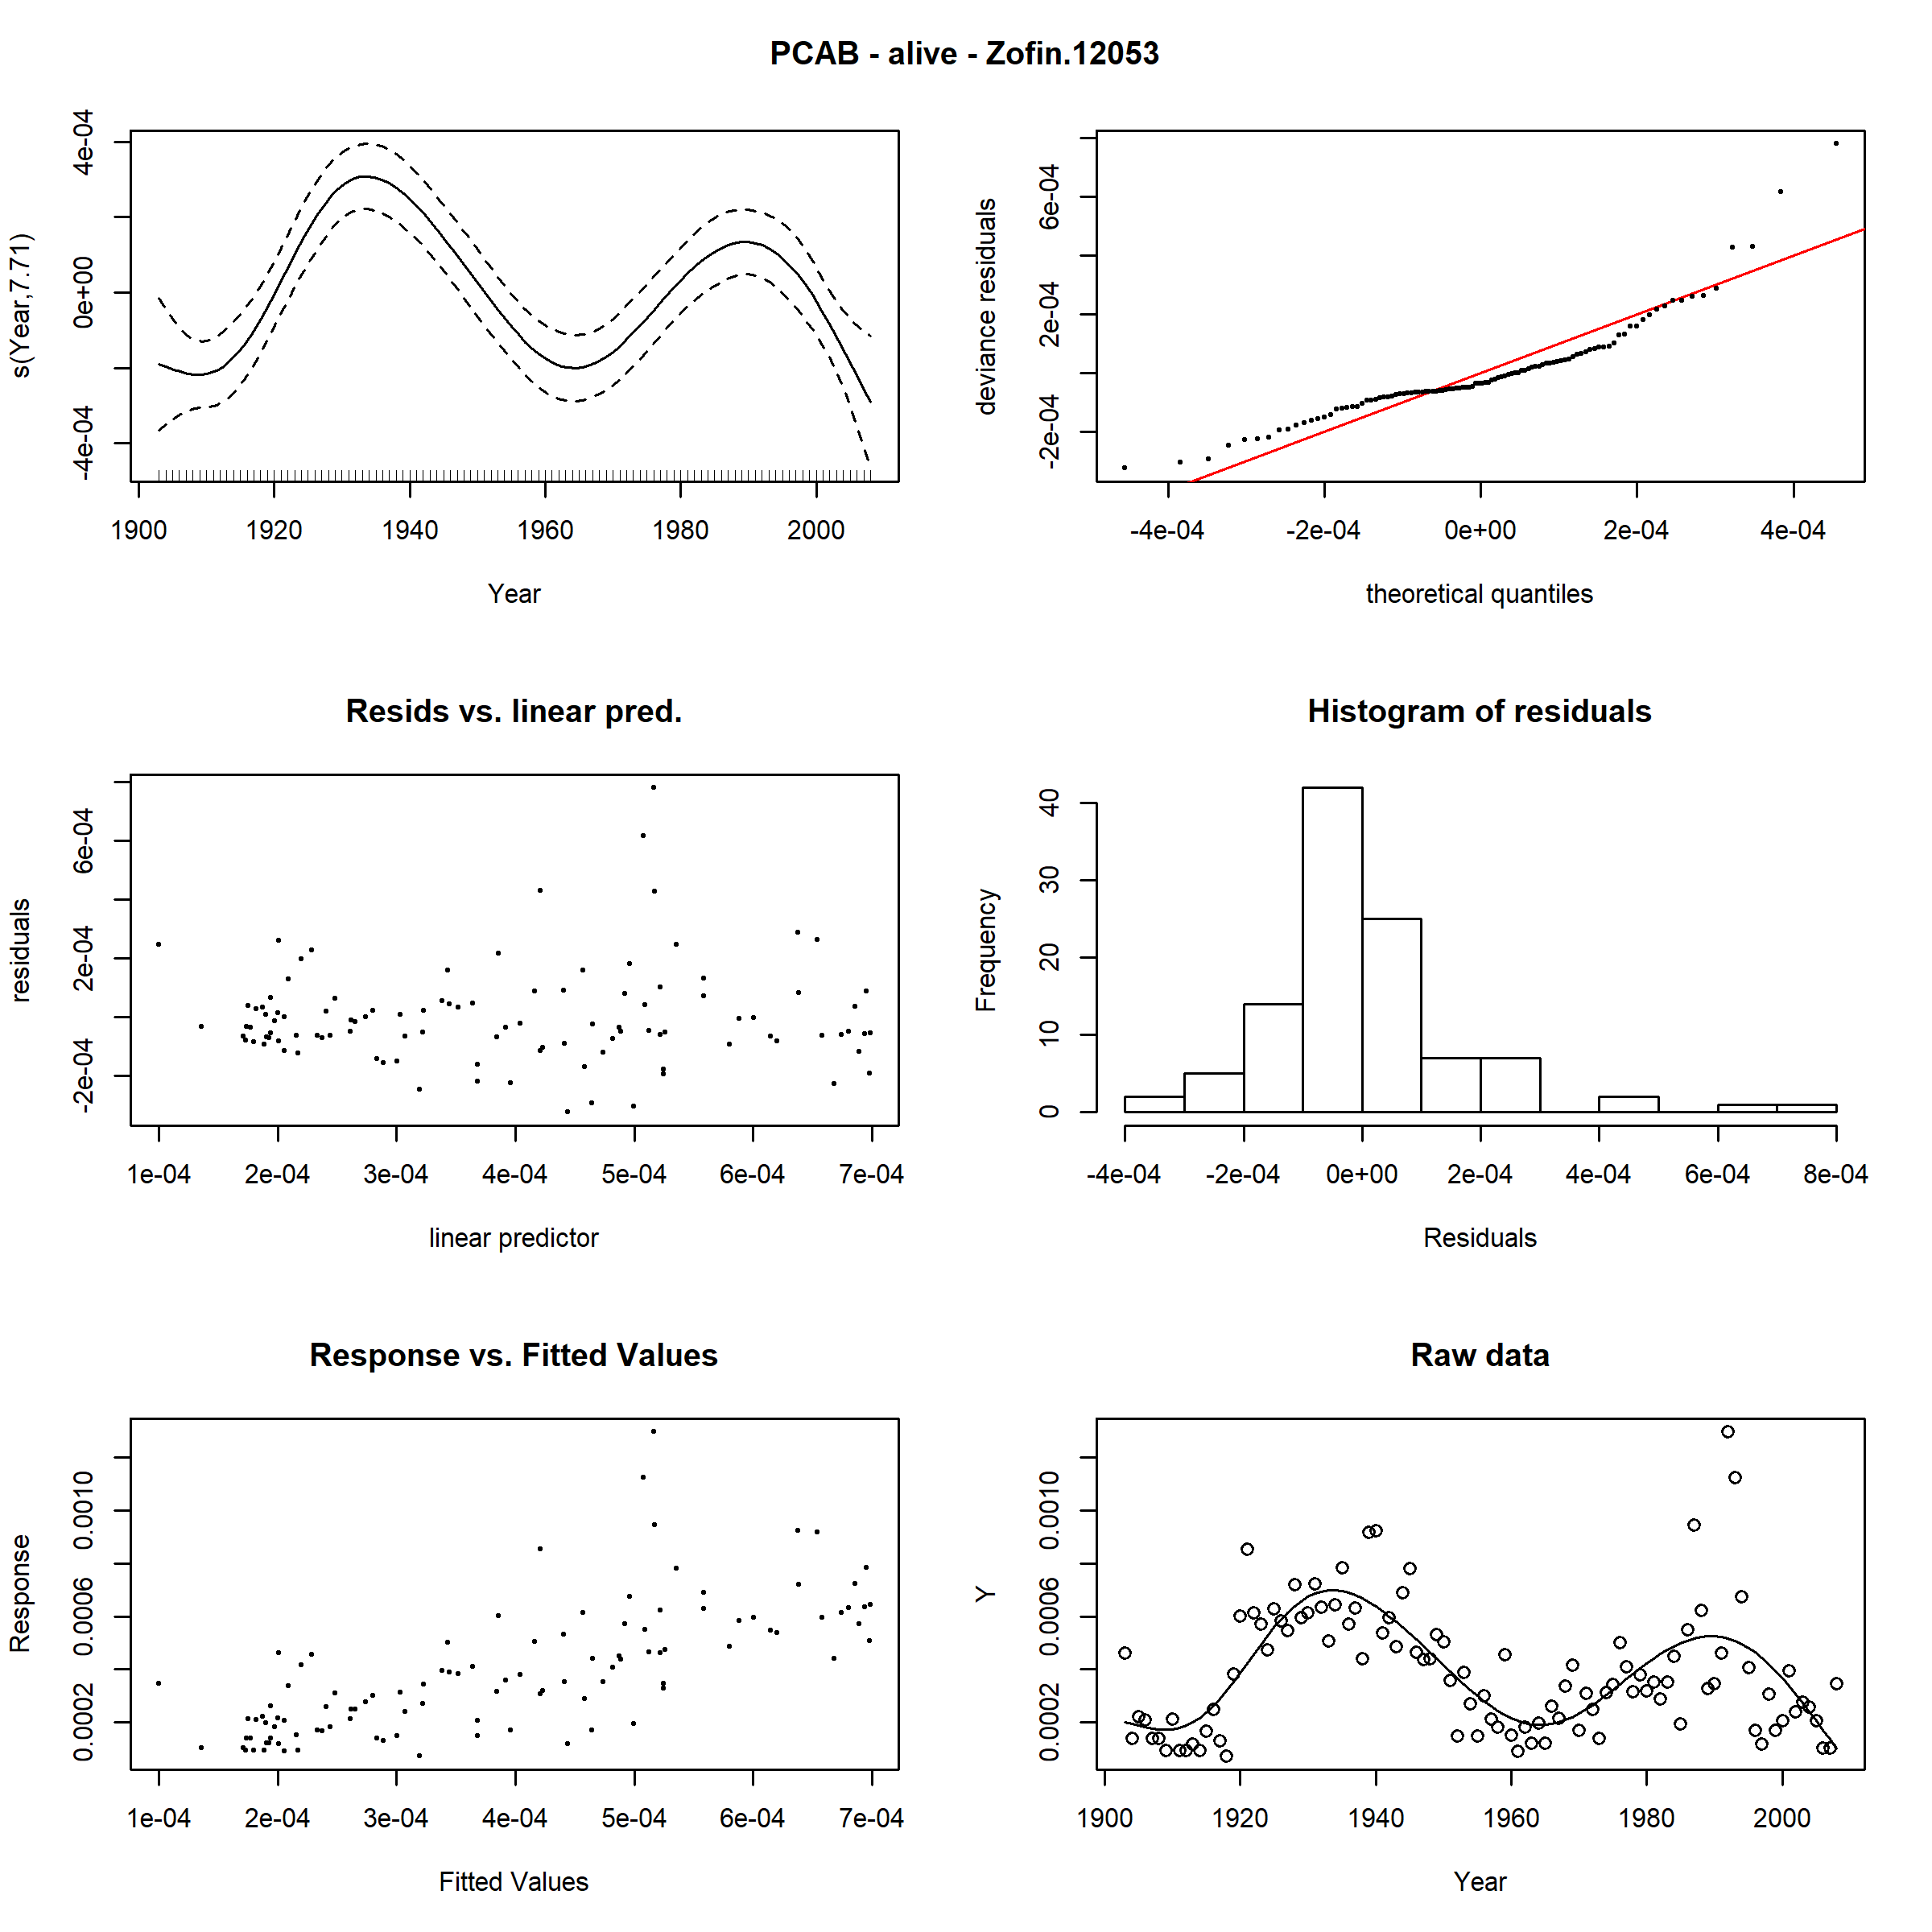 PCAB - alive - Zofin.12053
s(Year,7.71)
4e-04
0e+00
-4e-04
1900 1920 1940 1960 1980 2000
Year
deviance residuals
6e-04
2e-04
-2e-04
-4e-04 -2e-04 0e+00 2e-04 4e-04
theoretical quantiles
Resids vs. linear pred.
residuals
6e-04
2e-04
-2e-04
1e-04 2e-04 3e-04 4e-04 5e-04 6e-04 7e-04
linear predictor
Histogram of residuals
Frequency
40
30
20
10
0
-4e-04 -2e-04 0e+00 2e-04 4e-04 6e-04 8e-04
Residuals
Response vs. Fitted Values
Response
0.0010
0.0006
0.0002
1e-04 2e-04 3e-04 4e-04 5e-04 6e-04 7e-04
Fitted Values
Raw data
Y
0.0010
0.0006
0.0002
1900 1920 1940 1960 1980 2000
Year